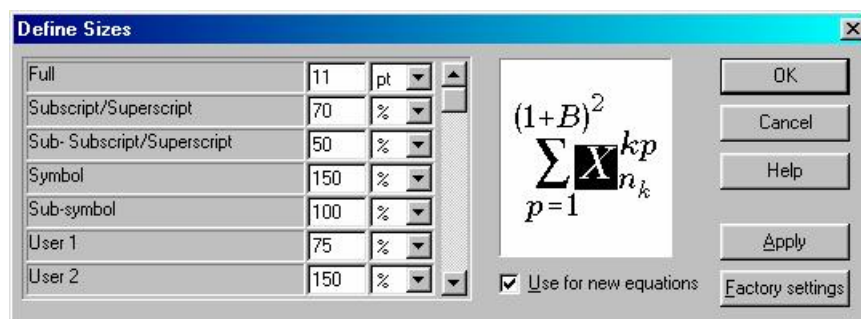 Define Sizes
Full 11 pt
Subscript/Superscript 70 %
Sub- Subscript/Superscript 50 %
Symbol 150 %
Sub-symbol 100 %
User 1 75 %
User 2 150 %
(1+B)²
∑ X kp
n k
p=1
Use for new equations
OK
Cancel
Help
Apply
Factory settings